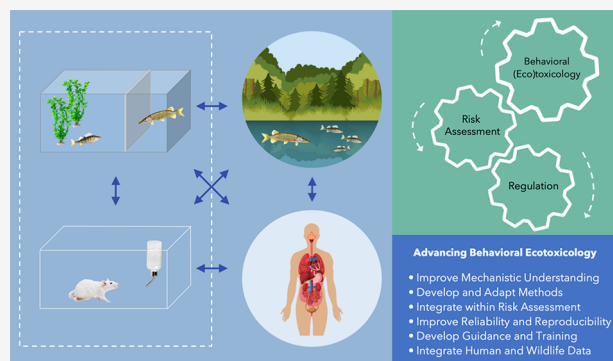 Behavioral
(Eco)toxicology
Risk
Assessment
Regulation
Advancing Behavioral Ecotoxicology
• Improve Mechanistic Understanding
• Develop and Adapt Methods
• Integrate within Risk Assessment
• Improve Reliability and Reproducibility
• Develop Guidance and Training
• Integrate Human and Wildlife Data